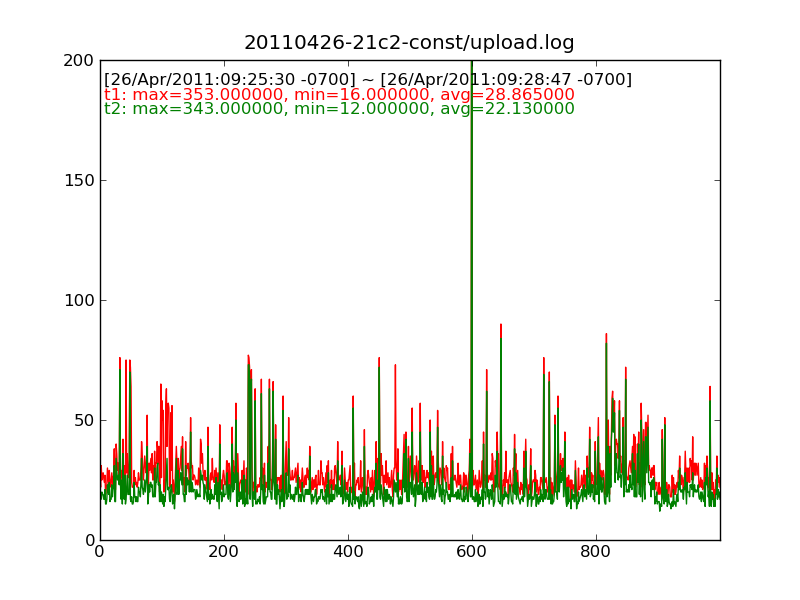 20110426-21c2-const/upload.log
200
[26/Apr/2011:09:25:30 -0700] ~ [26/Apr/2011:09:28:47 -0700]
t1: max=353.000000, min=16.000000, avg=28.865000
t2: max=343.000000, min=12.000000, avg=22.130000
150
100
50
0
0 200 400 600 800